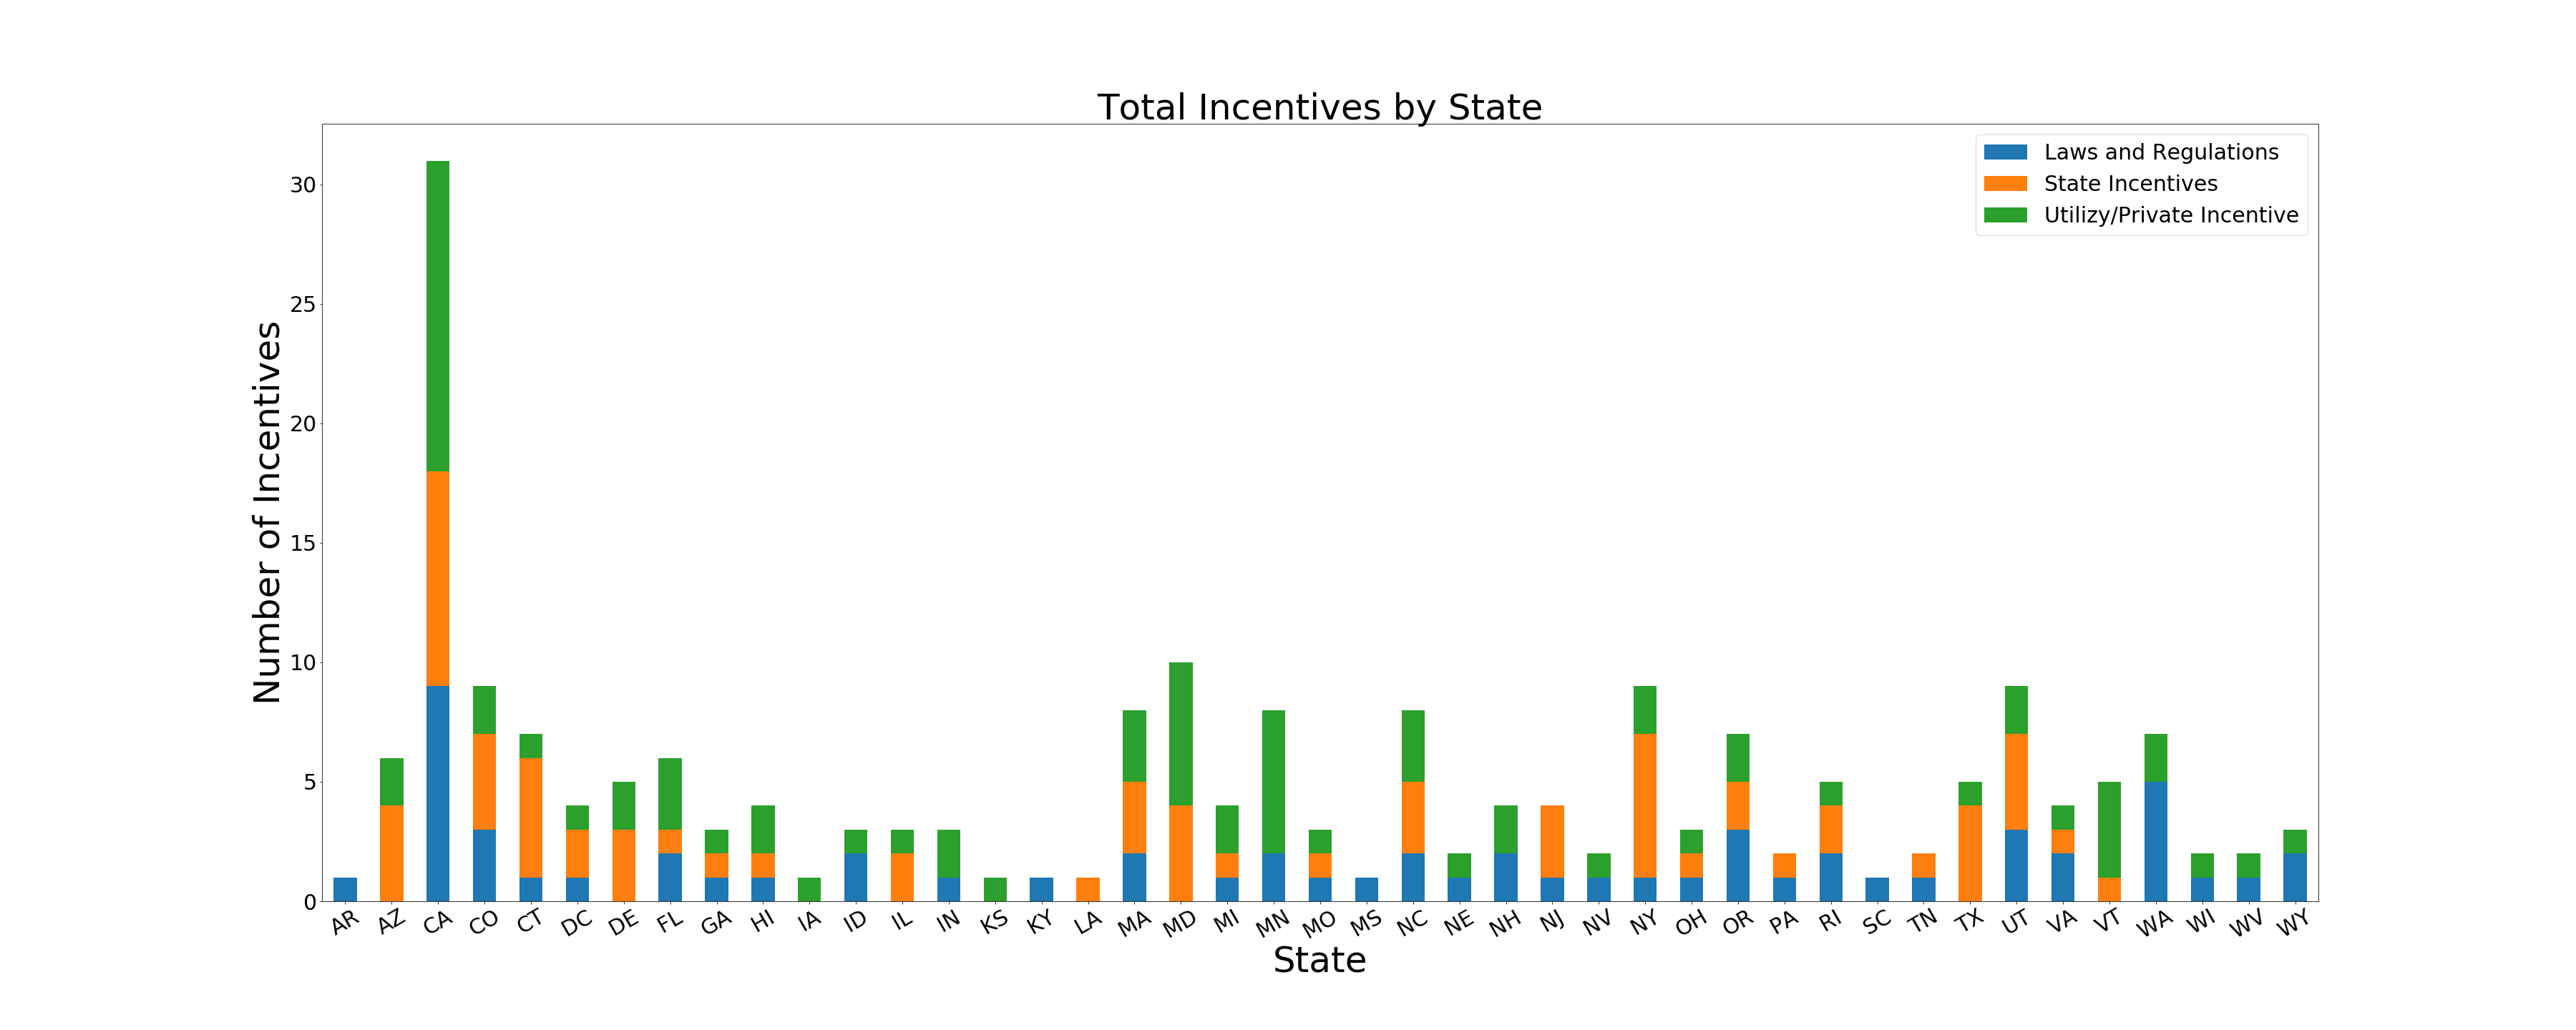 Total Incentives by State
Laws and Regulations
State Incentives
Utilizy/Private Incentive
Number of Incentives
30
25
20
15
10
5
0
AR AZ CA CO CT DC DE FL GA HI IA ID IL IN KS KY LA MA MD MI MN MO MS NC NE NH NJ NV NY OH OR PA RI SC TN TX UT VA VT WA WI WV WY
State